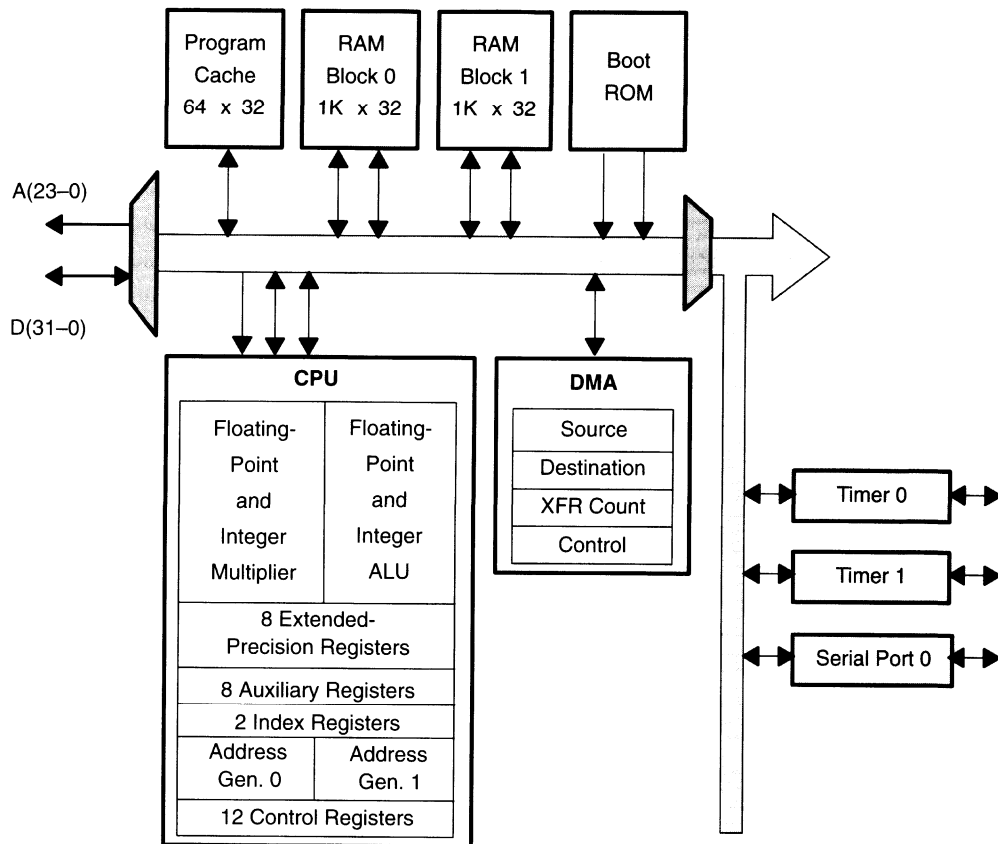 Program
Cache
64 x 32
RAM
Block 0
1K x 32
RAM
Block 1
1K x 32
Boot
ROM
A(23–0)
D(31–0)
CPU
Floating-
Point
and
Integer
Multiplier
Floating-
Point
and
Integer
ALU
8 Extended-
Precision Registers
8 Auxiliary Registers
2 Index Registers
Address
Gen. 0
Address
Gen. 1
12 Control Registers
DMA
Source
Destination
XFR Count
Control
Timer 0
Timer 1
Serial Port 0